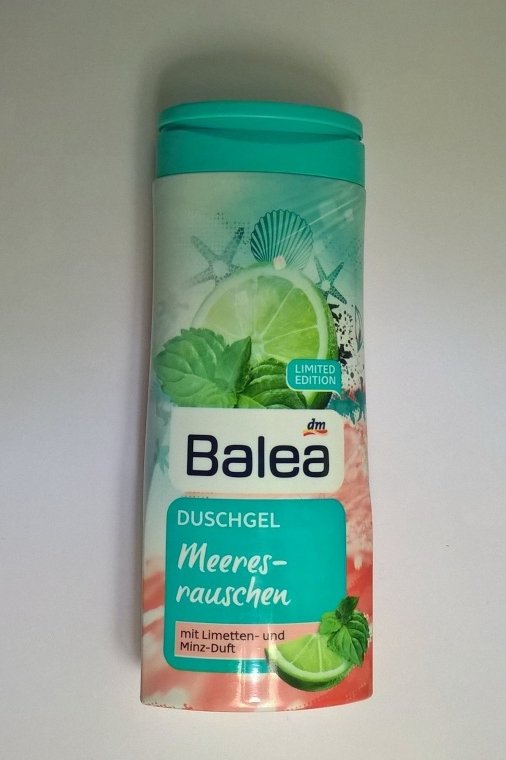 LIMITED
EDITION
dm
Balea
DUSCHGEL
Meeres-
rauschen
mit Limetten- und
Minz-Duft